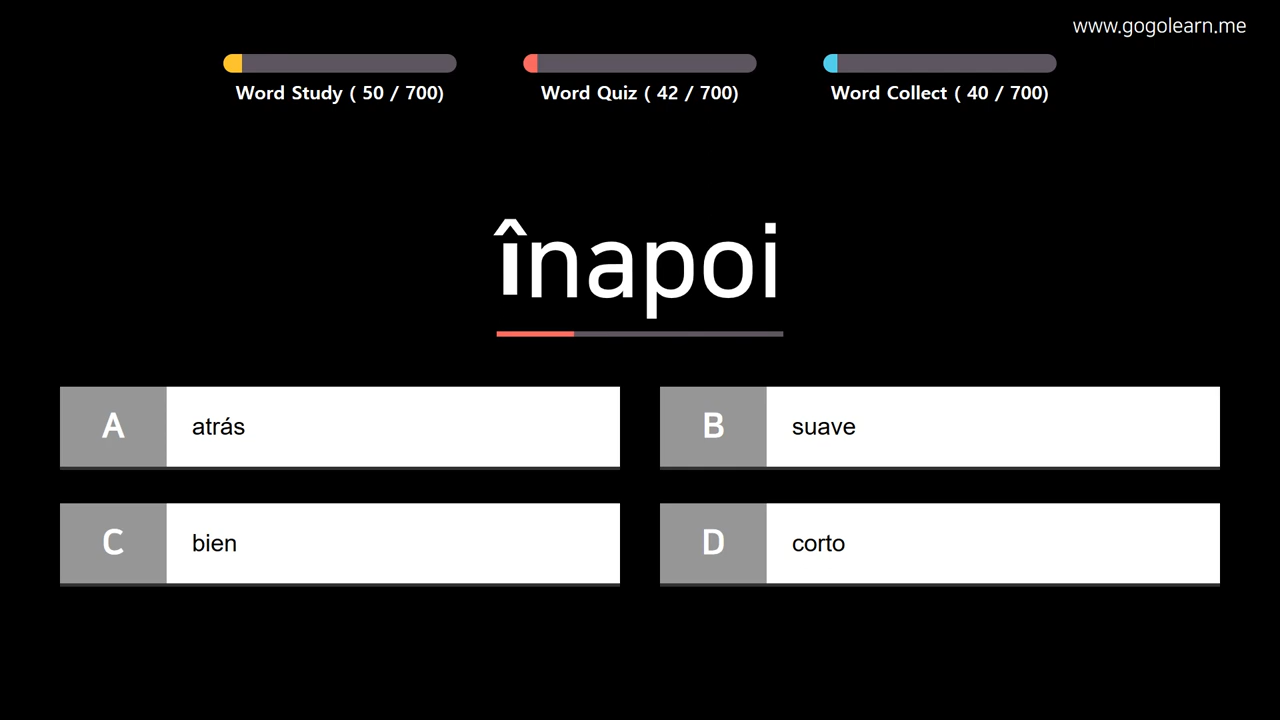 www.gogolearn.me
Word Study ( 50 / 700)
Word Quiz ( 42 / 700)
Word Collect ( 40 / 700)
înapoi
A atrás
B suave
C bien
D corto